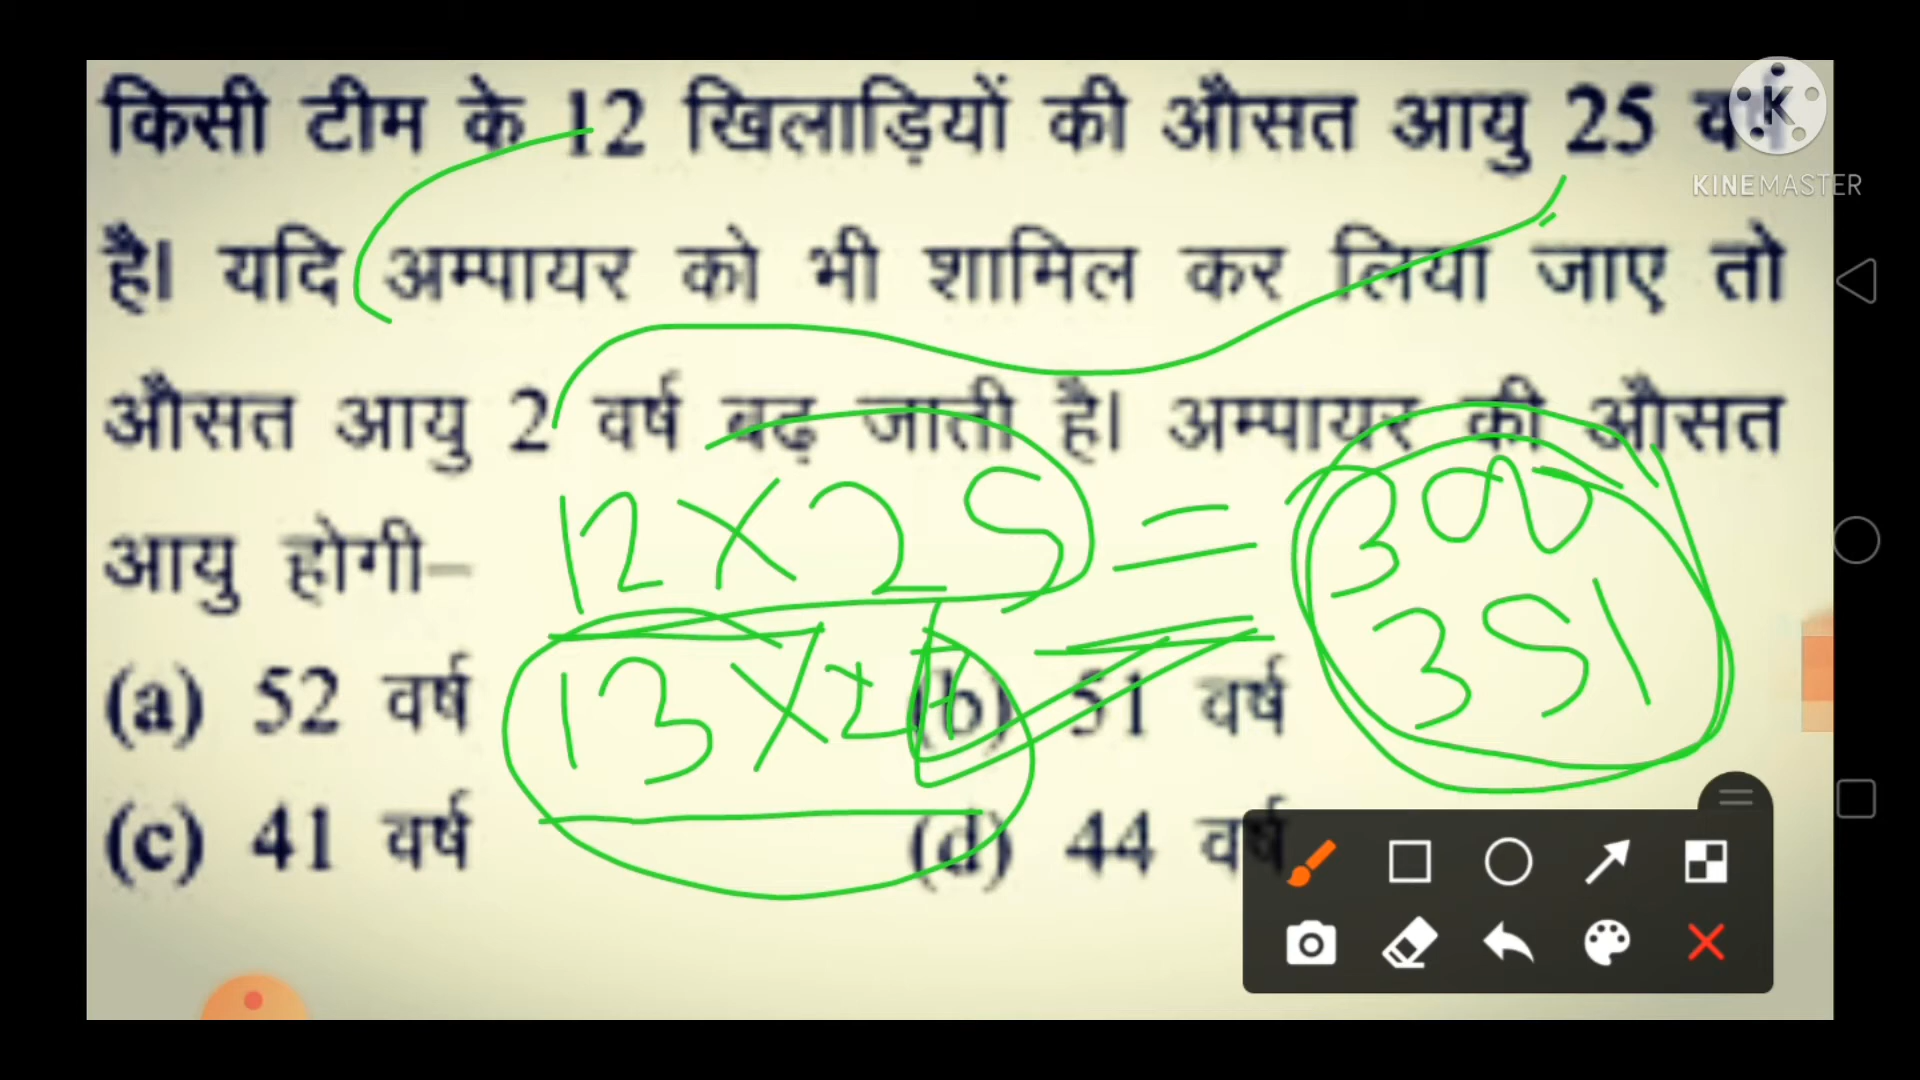 किसी टीम के 12 खिलाड़ियों की औसत आयु 25 वर्ष
KINEMASTER
है। यदि अम्पायर को भी शामिल कर लिया जाए तो
औसत आयु 2 वर्ष बढ़ जाती है। अम्पायर की औसत
आयु होगी–
12 × 25 = 300
13 × 27 = 351
(a) 52 वर्ष (b) 51 वर्ष
(c) 41 वर्ष (d) 44 वर्ष